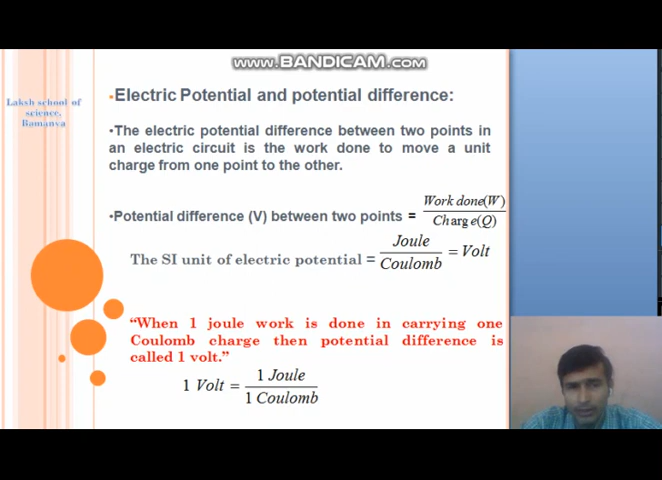 www.BANDICAM.com
Laksh school of
science,
Bamanva
Electric Potential and potential difference:
•The electric potential difference between two points in
an electric circuit is the work done to move a unit
charge from one point to the other.
•Potential difference (V) between two points = Work done(W) / Charg e(Q)
The SI unit of electric potential = Joule / Coulomb = Volt
“When 1 joule work is done in carrying one
Coulomb charge then potential difference is
called 1 volt.”
1 Volt = 1 Joule / 1 Coulomb